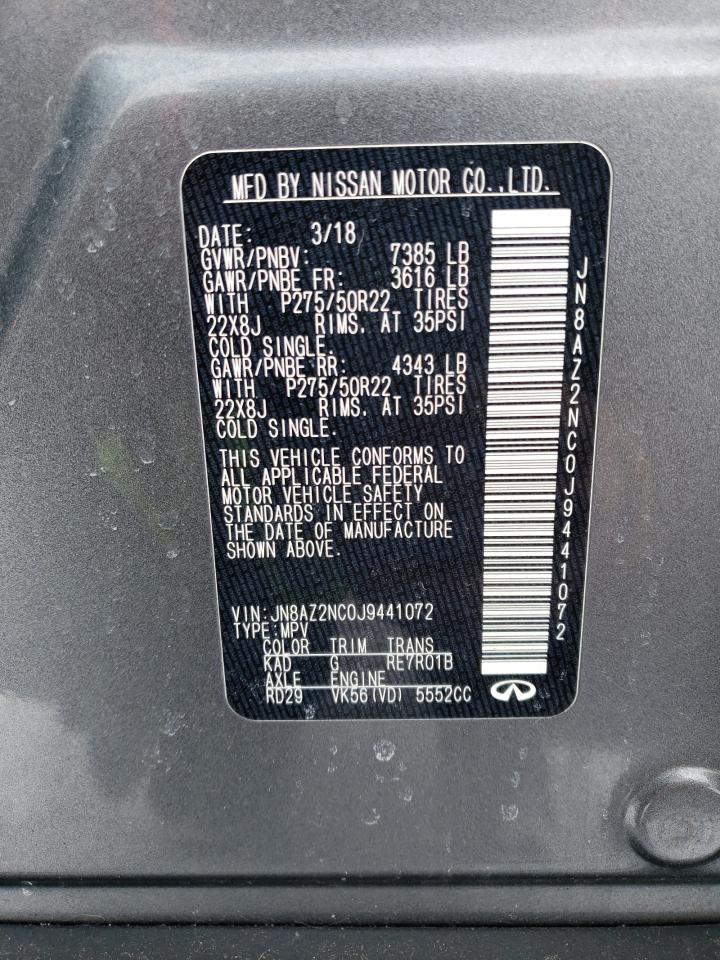 MFD BY NISSAN MOTOR CO.,LTD.
DATE: 3/18
GVWR/PNBV: 7385 LB
GAWR/PNBE FR: 3616 LB
WITH P275/50R22 TIRES
22X8J RIMS. AT 35PSI
COLD SINGLE.
GAWR/PNBE RR: 4343 LB
WITH P275/50R22 TIRES
22X8J RIMS. AT 35PSI
COLD SINGLE.
THIS VEHICLE CONFORMS TO
ALL APPLICABLE FEDERAL
MOTOR VEHICLE SAFETY
STANDARDS IN EFFECT ON
THE DATE OF MANUFACTURE
SHOWN ABOVE.
VIN:JN8AZ2NC0J9441072
TYPE:MPV
COLOR TRIM TRANS
KAD G RE7R01B
AXLE ENGINE
RD29 VK56(VD) 5552CC
JN8AZ2NC0J9441072